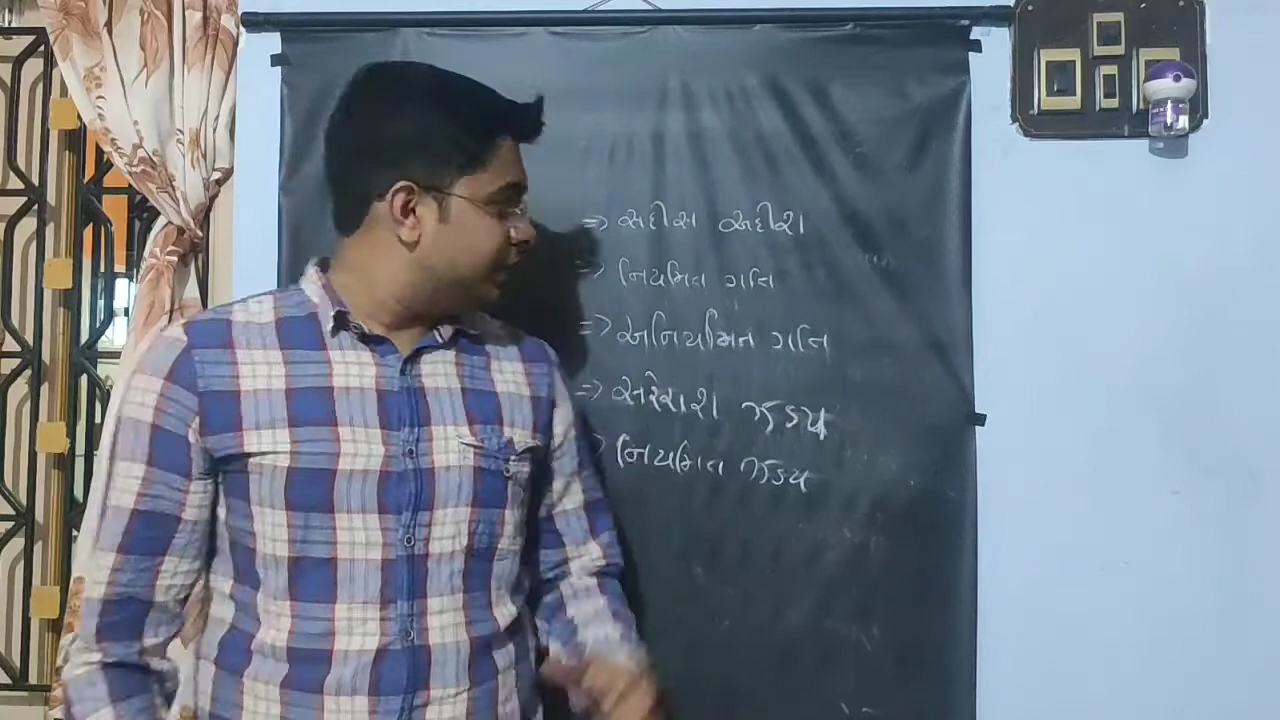 ⇒ સદીસ અદીશ
⇒ નિયમિત ગતિ
⇒ અનિયમિત ગતિ
⇒ સરેરાશ ઝડપ
⇒ નિયમિત ઝડપ